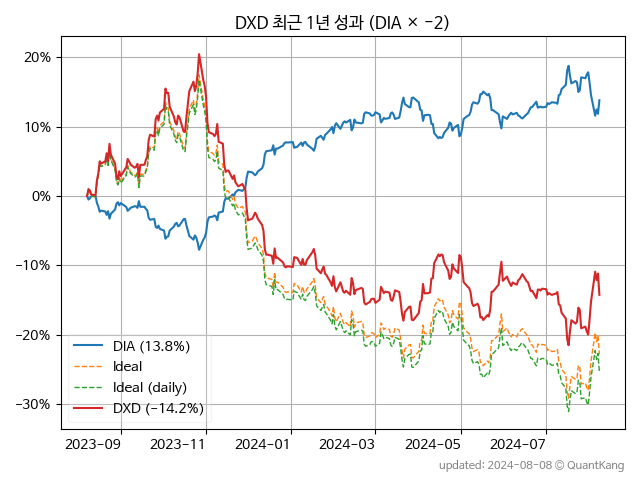 DXD 최근 1년 성과 (DIA × −2)
20%
10%
0%
−10%
−20%
−30%
DIA (13.8%)
Ideal
Ideal (daily)
DXD (−14.2%)
2023-09
2023-11
2024-01
2024-03
2024-05
2024-07
updated: 2024-08-08 © QuantKang